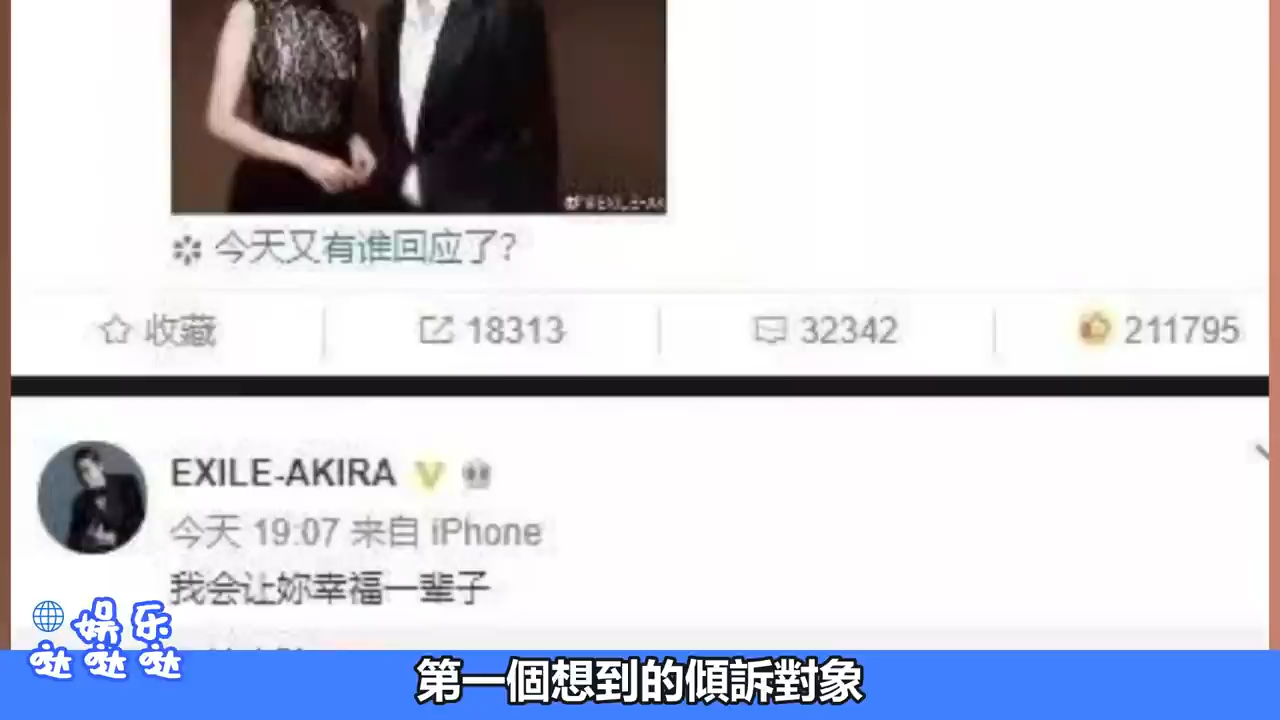 今天又有谁回应了?
收藏 18313 32342 211795
EXILE-AKIRA
今天 19:07 来自 iPhone
我会让妳幸福一辈子
娱乐
哒哒哒
第一個想到的傾訴對象